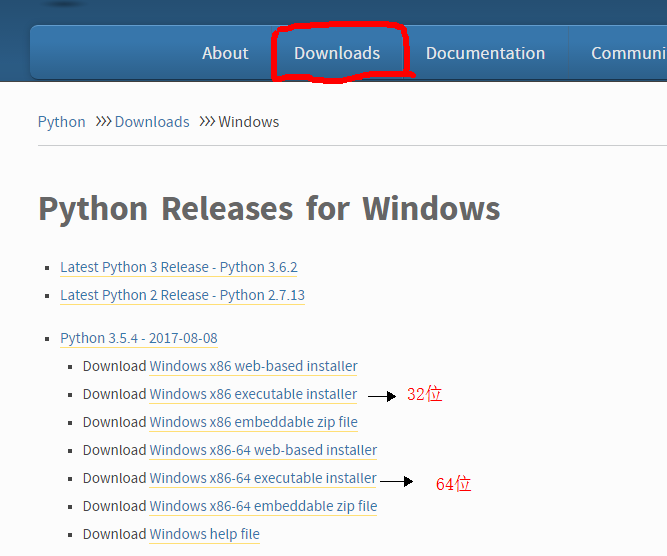 About Downloads Documentation Communi
Python >>> Downloads >>> Windows
Python Releases for Windows
Latest Python 3 Release - Python 3.6.2
Latest Python 2 Release - Python 2.7.13
Python 3.5.4 - 2017-08-08
Download Windows x86 web-based installer
Download Windows x86 executable installer 32位
Download Windows x86 embeddable zip file
Download Windows x86-64 web-based installer
Download Windows x86-64 executable installer 64位
Download Windows x86-64 embeddable zip file
Download Windows help file